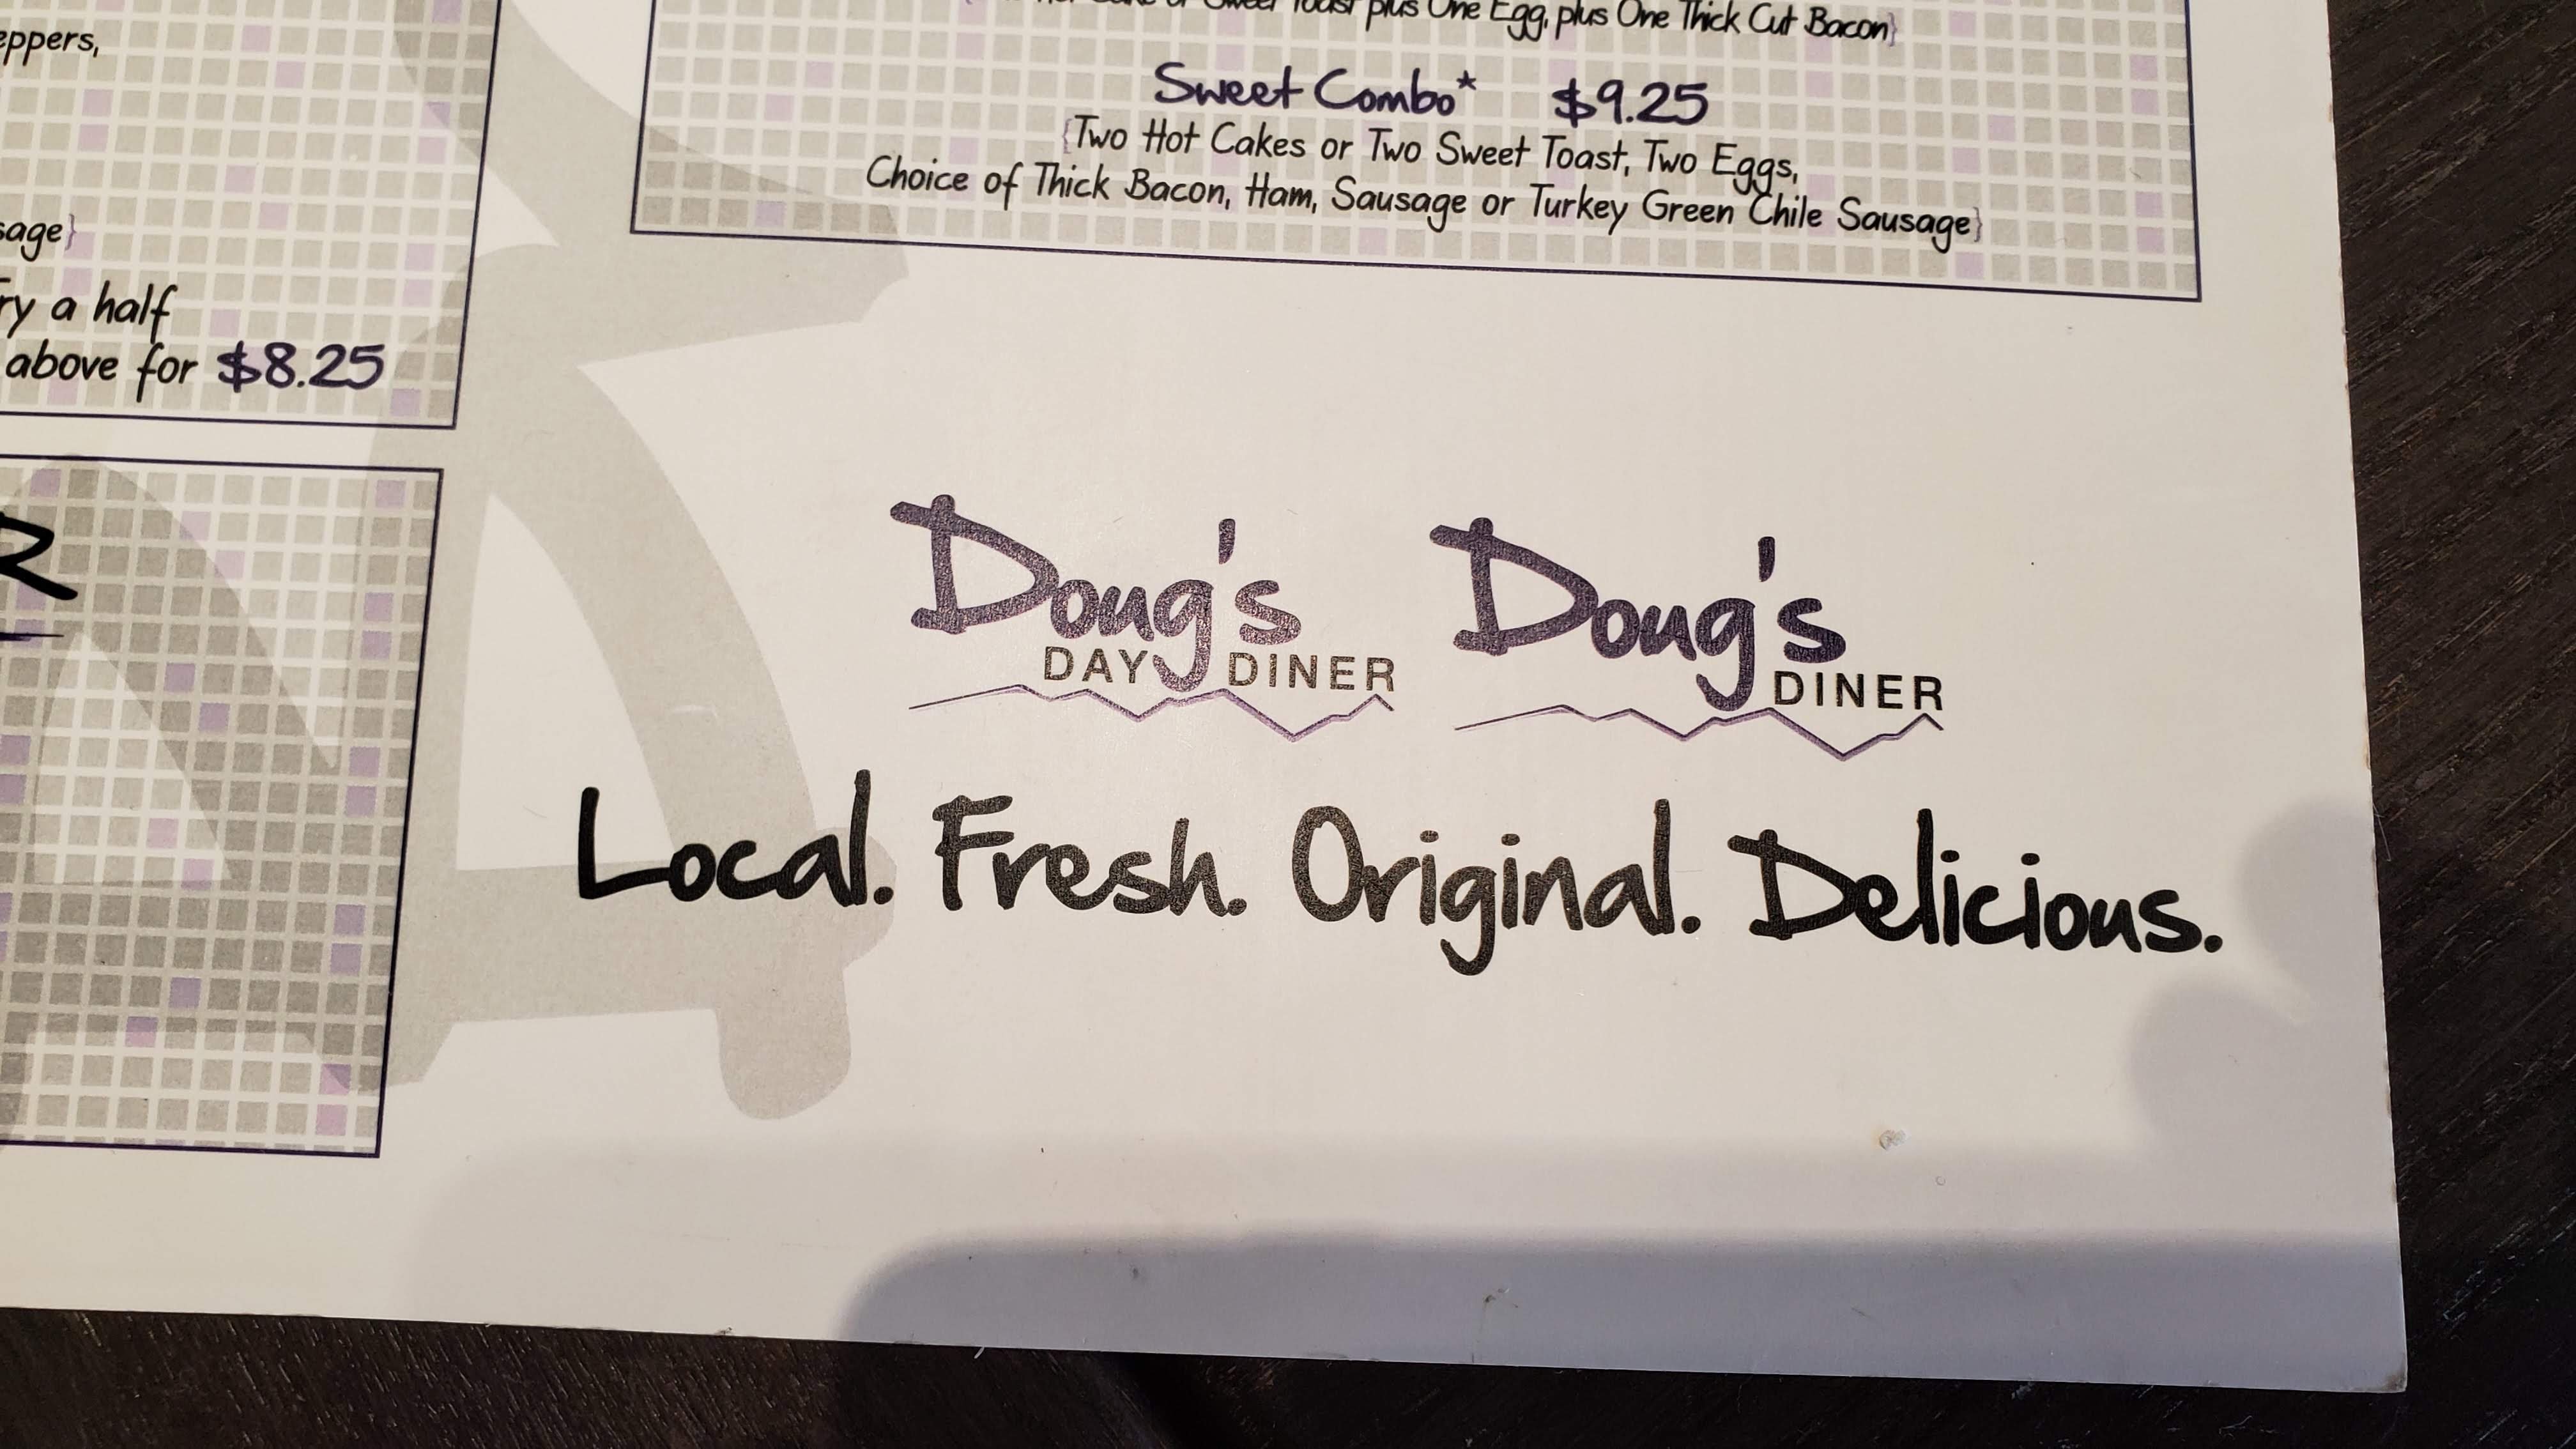 eppers,
sage}
ry a half
above for $8.25
R
Toast plus One Egg, plus One Thick Cut Bacon}
Sweet Combo* $9.25
{Two Hot Cakes or Two Sweet Toast, Two Eggs,
Choice of Thick Bacon, Ham, Sausage or Turkey Green Chile Sausage}
Doug's
DAY DINER
Doug's
DINER
Local. Fresh. Original. Delicious.